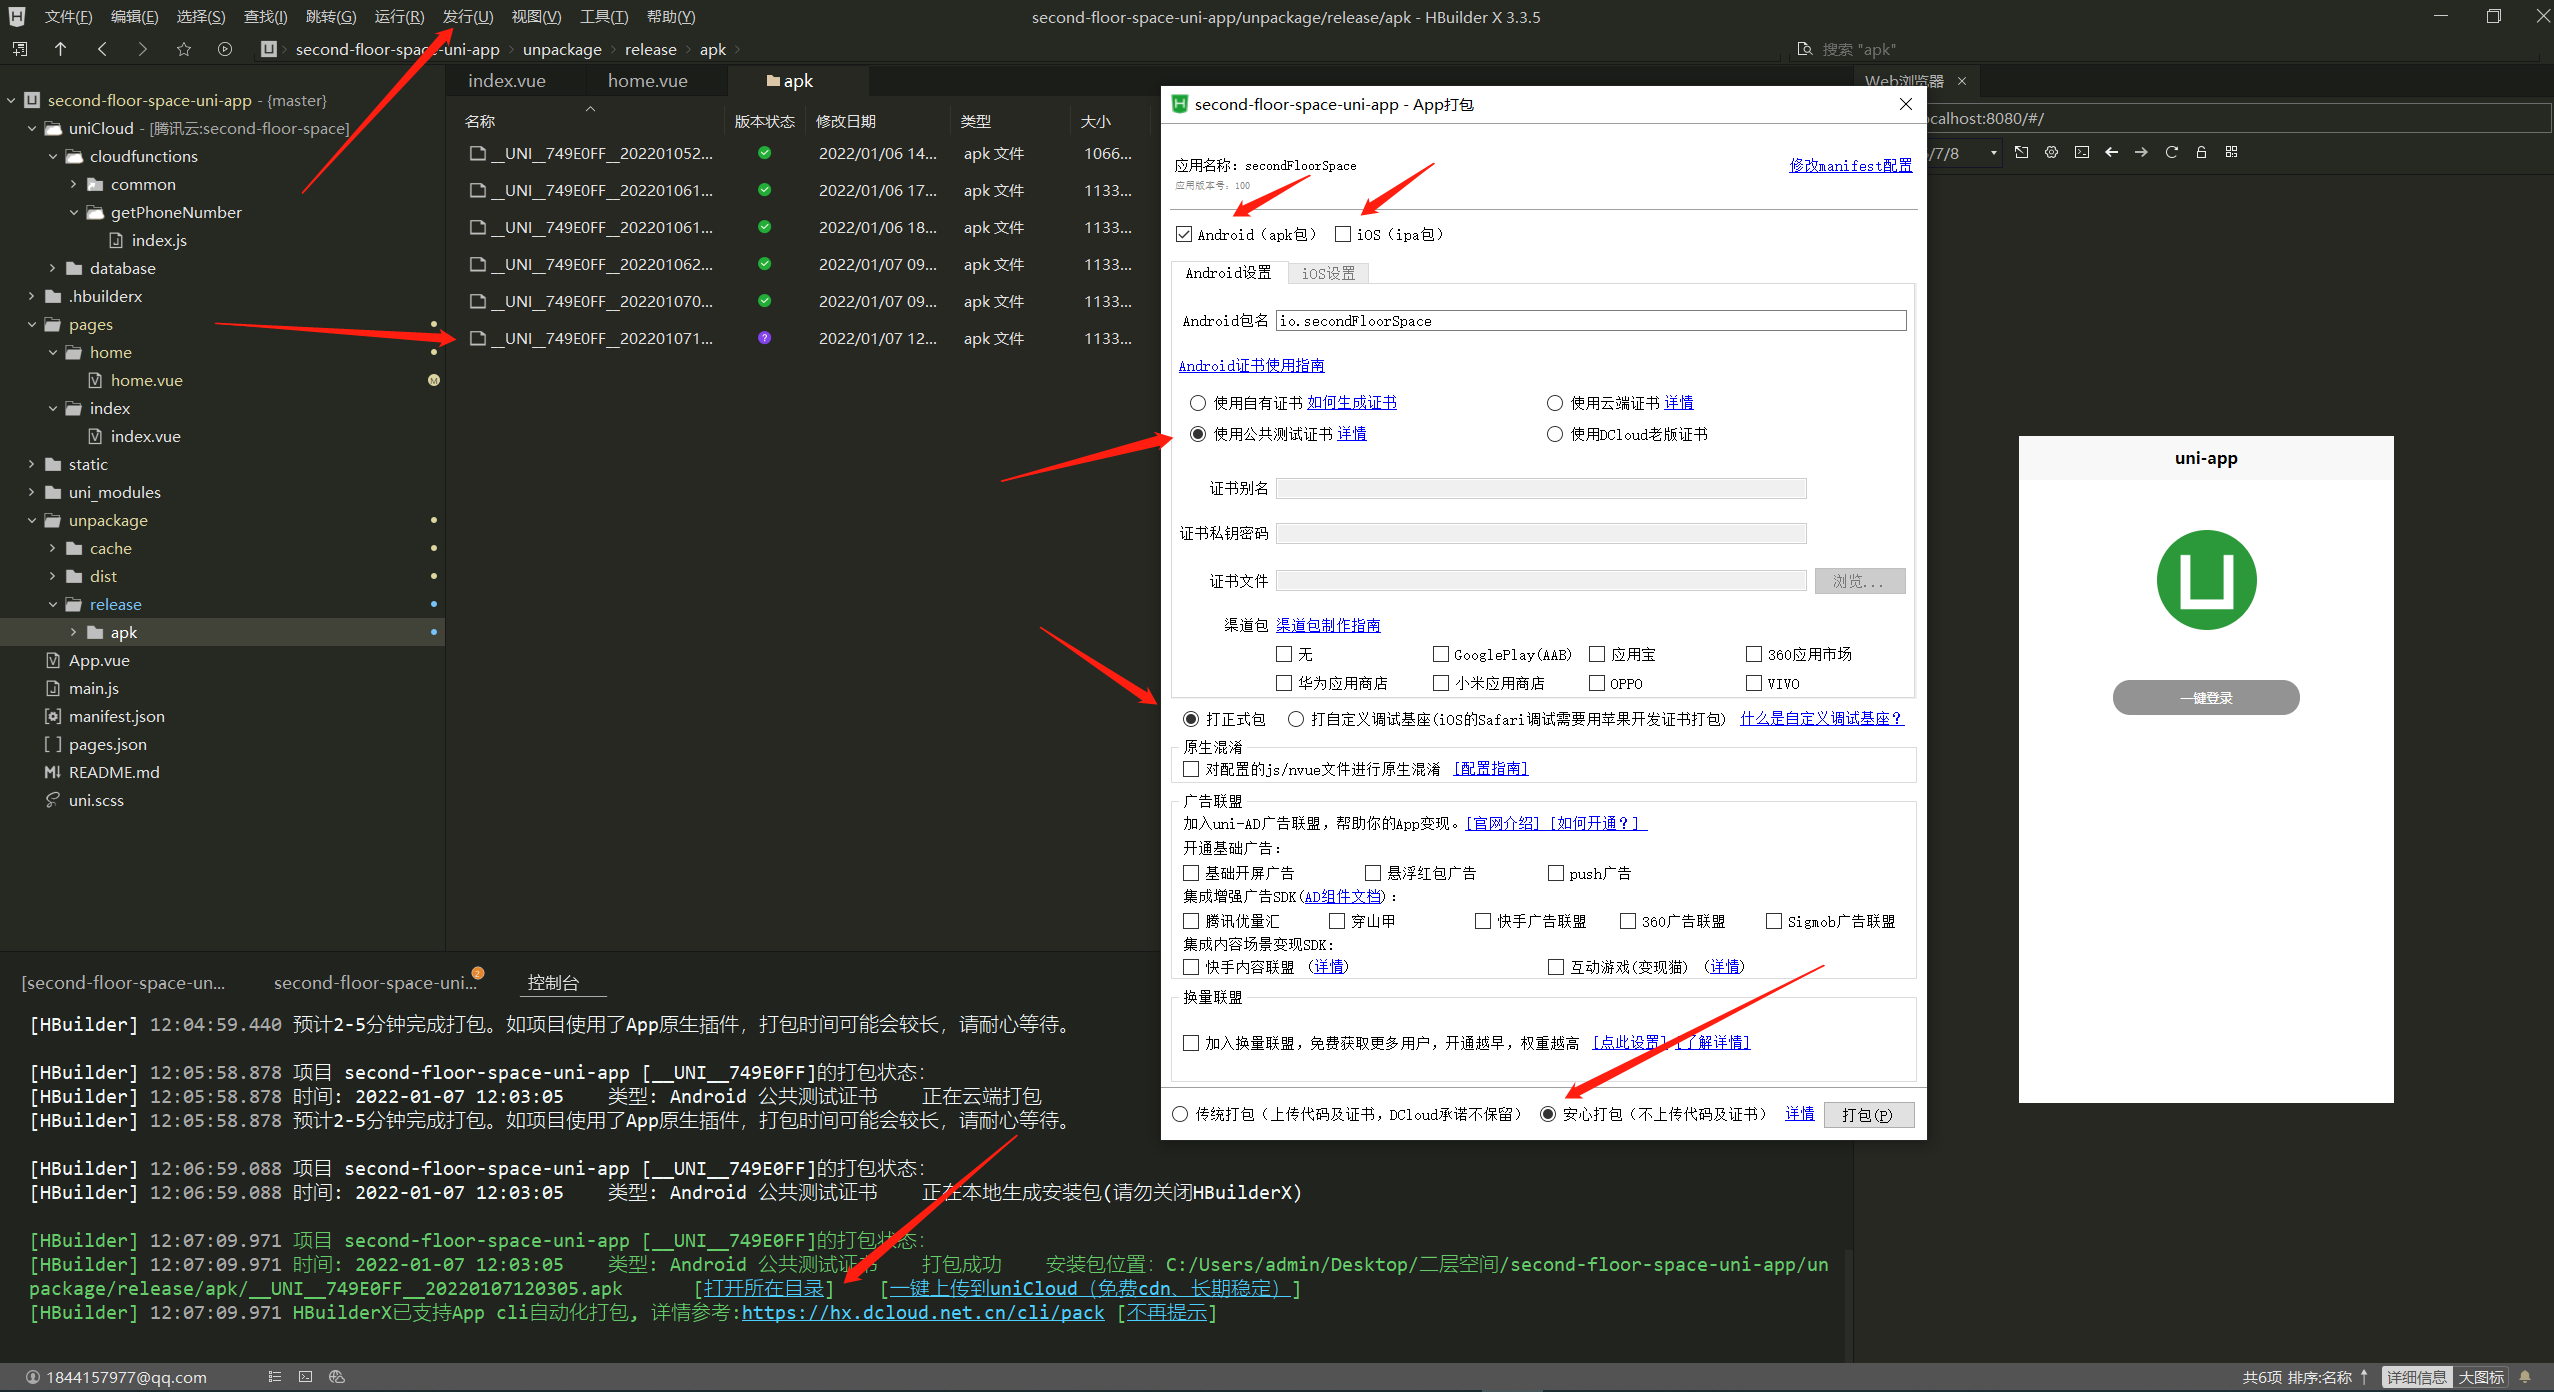 文件(F) 编辑(E) 选择(S) 查找(I) 跳转(G) 运行(R) 发行(U) 视图(V) 工具(T) 帮助(Y)
second-floor-space-uni-app/unpackage/release/apk - HBuilder X 3.3.5
second-floor-space-uni-app unpackage release apk
搜索 "apk"
second-floor-space-uni-app - {master}
uniCloud - [腾讯云:second-floor-space]
cloudfunctions
common
getPhoneNumber
index.js
database
.hbuilderx
pages
home
home.vue
index
index.vue
static
uni_modules
unpackage
cache
dist
release
apk
App.vue
main.js
manifest.json
pages.json
README.md
uni.scss
index.vue home.vue apk
名称 版本状态 修改日期 类型 大小
__UNI__749E0FF__202201052... 2022/01/06 14... apk 文件 1066...
__UNI__749E0FF__202201061... 2022/01/06 17... apk 文件 1133...
__UNI__749E0FF__202201061... 2022/01/06 18... apk 文件 1133...
__UNI__749E0FF__202201062... 2022/01/07 09... apk 文件 1133...
__UNI__749E0FF__202201070... 2022/01/07 09... apk 文件 1133...
__UNI__749E0FF__202201071... 2022/01/07 12... apk 文件 1133...
second-floor-space-uni-app - App打包
应用名称：secondFloorSpace 修改manifest配置
应用版本号：100
Android（apk包） iOS（ipa包）
Android设置 iOS设置
Android包名 io.secondFloorSpace
Android证书使用指南
使用自有证书 如何生成证书 使用云端证书 详情
使用公共测试证书 详情 使用DCloud老版证书
证书别名
证书私钥密码
证书文件 浏览...
渠道包 渠道包制作指南
无 GooglePlay(AAB) 应用宝 360应用市场
华为应用商店 小米应用商店 OPPO VIVO
打正式包 打自定义调试基座(iOS的Safari调试需要用苹果开发证书打包) 什么是自定义调试基座？
原生混淆
对配置的js/nvue文件进行原生混淆 [配置指南]
广告联盟
加入uni-AD广告联盟，帮助你的App变现。[官网介绍] [如何开通？]
开通基础广告：
基础开屏广告 悬浮红包广告 push广告
集成增强广告SDK(AD组件文档)：
腾讯优量汇 穿山甲 快手广告联盟 360广告联盟 Sigmob广告联盟
集成内容场景变现SDK：
快手内容联盟 （详情） 互动游戏(变现猫) （详情）
换量联盟
加入换量联盟，免费获取更多用户，开通越早，权重越高 [点此设置] [了解详情]
传统打包（上传代码及证书，DCloud承诺不保留） 安心打包（不上传代码及证书） 详情 打包(P)
Web浏览器
ocalhost:8080/#/
/7/8
uni-app
一键登录
[second-floor-space-un... second-floor-space-uni... 2 控制台
[HBuilder] 12:04:59.440 预计2-5分钟完成打包。如项目使用了App原生插件，打包时间可能会较长，请耐心等待。
[HBuilder] 12:05:58.878 项目 second-floor-space-uni-app [__UNI__749E0FF]的打包状态：
[HBuilder] 12:05:58.878 时间: 2022-01-07 12:03:05 类型: Android 公共测试证书 正在云端打包
[HBuilder] 12:05:58.878 预计2-5分钟完成打包。如项目使用了App原生插件，打包时间可能会较长，请耐心等待。
[HBuilder] 12:06:59.088 项目 second-floor-space-uni-app [__UNI__749E0FF]的打包状态：
[HBuilder] 12:06:59.088 时间: 2022-01-07 12:03:05 类型: Android 公共测试证书 正在本地生成安装包(请勿关闭HBuilderX)
[HBuilder] 12:07:09.971 项目 second-floor-space-uni-app [__UNI__749E0FF]的打包状态：
[HBuilder] 12:07:09.971 时间: 2022-01-07 12:03:05 类型: Android 公共测试证书 打包成功 安装包位置：C:/Users/admin/Desktop/二层空间/second-floor-space-uni-app/un
package/release/apk/__UNI__749E0FF__20220107120305.apk [打开所在目录] [一键上传到uniCloud（免费cdn、长期稳定）]
[HBuilder] 12:07:09.971 HBuilderX已支持App cli自动化打包，详情参考:https://hx.dcloud.net.cn/cli/pack [不再提示]
1844157977@qq.com
共6项 排序:名称 详细信息 大图标